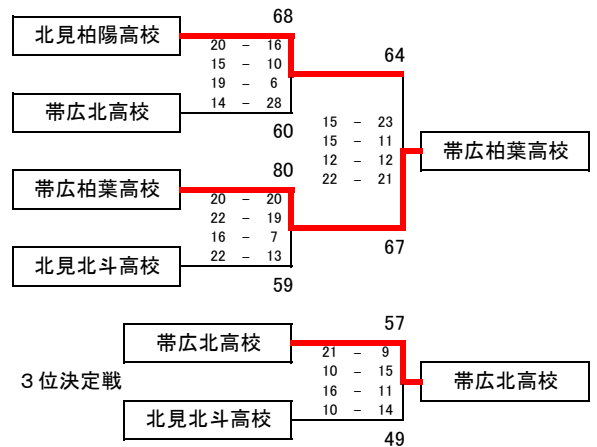 68
北見柏陽高校
20 － 16
15 － 10
19 － 6
14 － 28
帯広北高校
60
64
15 － 23
15 － 11
12 － 12
22 － 21
帯広柏葉高校
80
帯広柏葉高校
20 － 20
22 － 19
16 － 7
22 － 13
北見北斗高校
59
67
57
帯広北高校
21 － 9
10 － 15
16 － 11
10 － 14
帯広北高校
３位決定戦
北見北斗高校
49